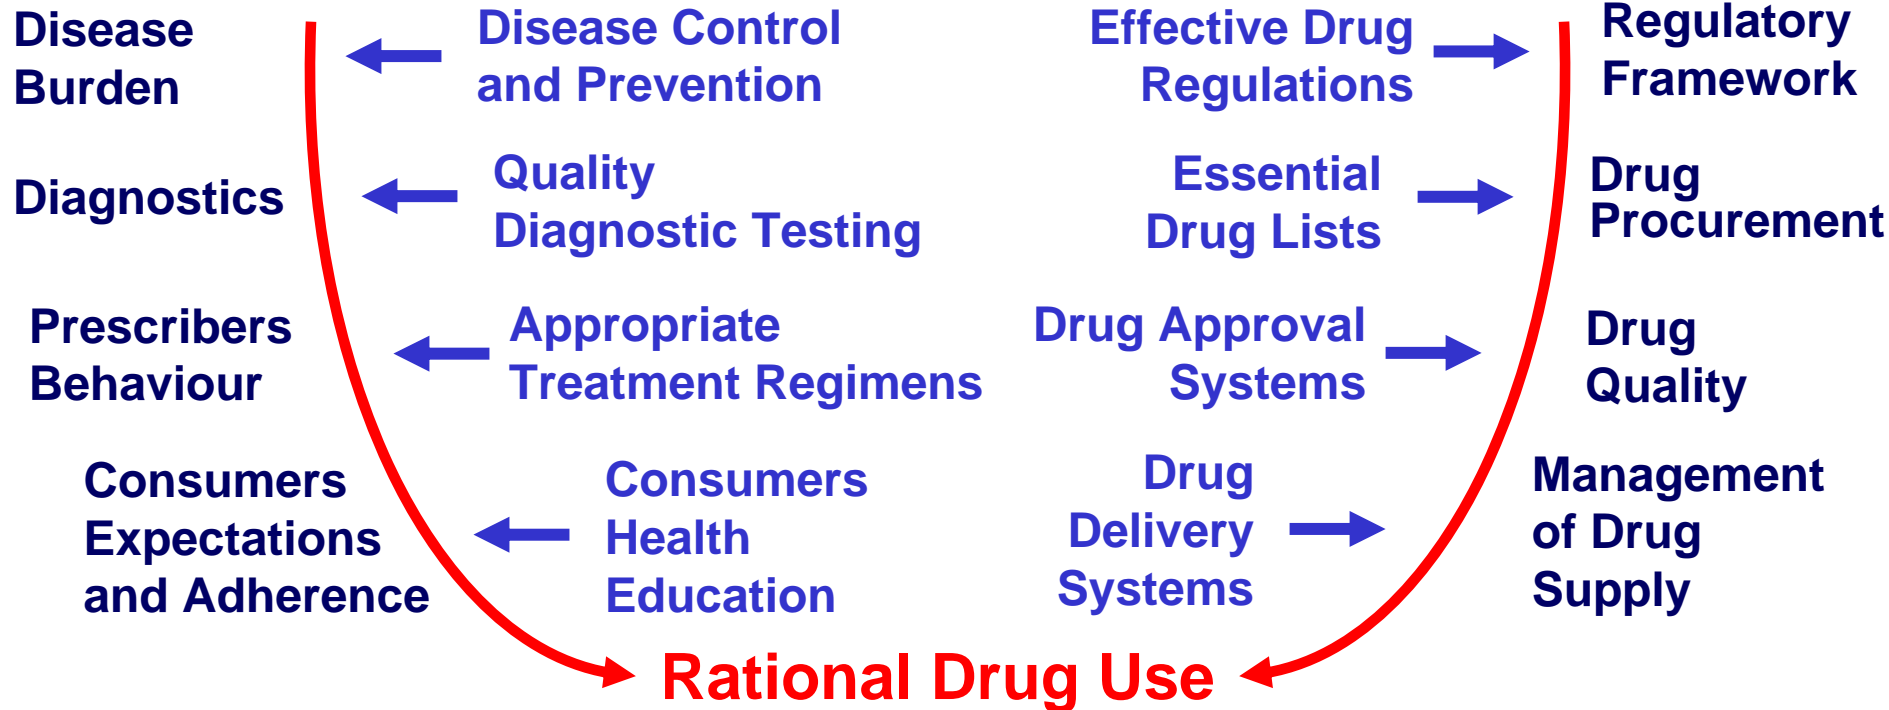 Disease
Burden
Disease Control
and Prevention
Effective Drug
Regulations
Regulatory
Framework
Diagnostics
Quality
Diagnostic Testing
Essential
Drug Lists
Drug
Procurement
Prescribers
Behaviour
Appropriate
Treatment Regimens
Drug Approval
Systems
Drug
Quality
Consumers
Expectations
and Adherence
Consumers
Health
Education
Drug
Delivery
Systems
Management
of Drug
Supply
Rational Drug Use